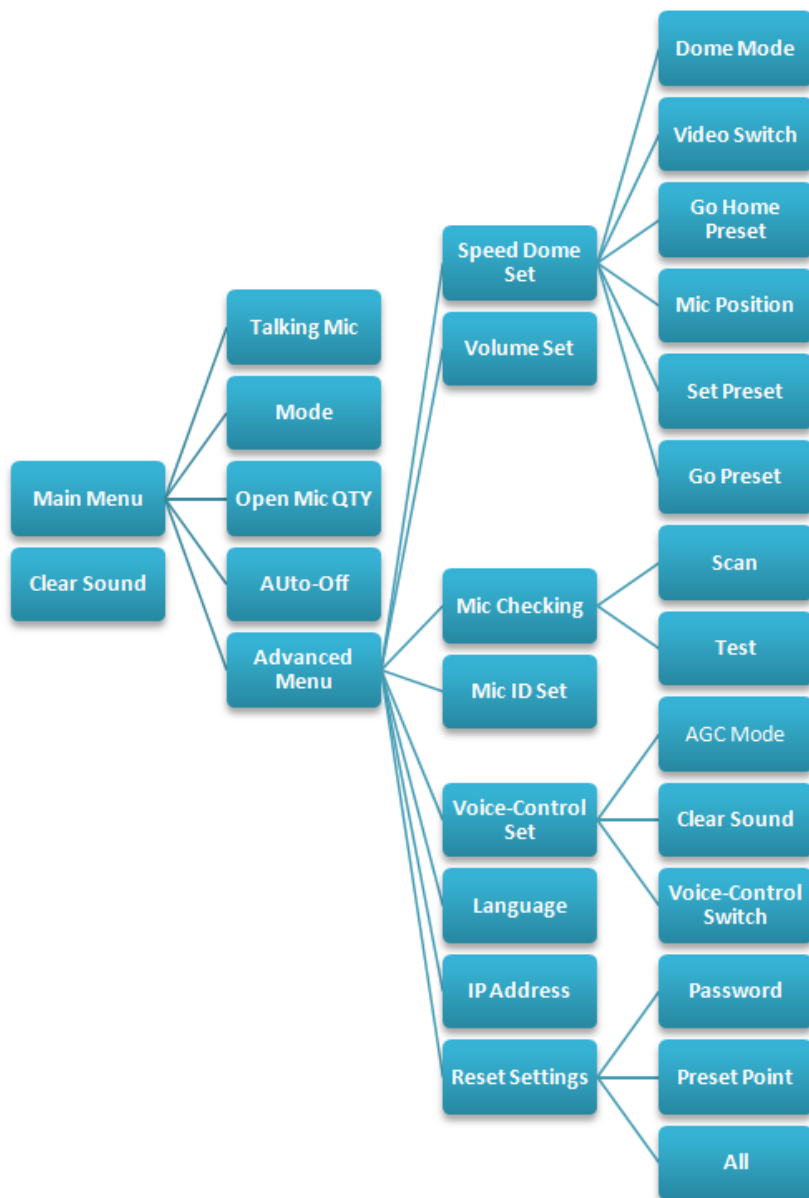 Main Menu
Clear Sound
Talking Mic
Mode
Open Mic QTY
AUto-Off
Advanced
Menu
Speed Dome
Set
Volume Set
Mic Checking
Mic ID Set
Voice-Control
Set
Language
IP Address
Reset Settings
Dome Mode
Video Switch
Go Home
Preset
Mic Position
Set Preset
Go Preset
Scan
Test
AGC Mode
Clear Sound
Voice-Control
Switch
Password
Preset Point
All